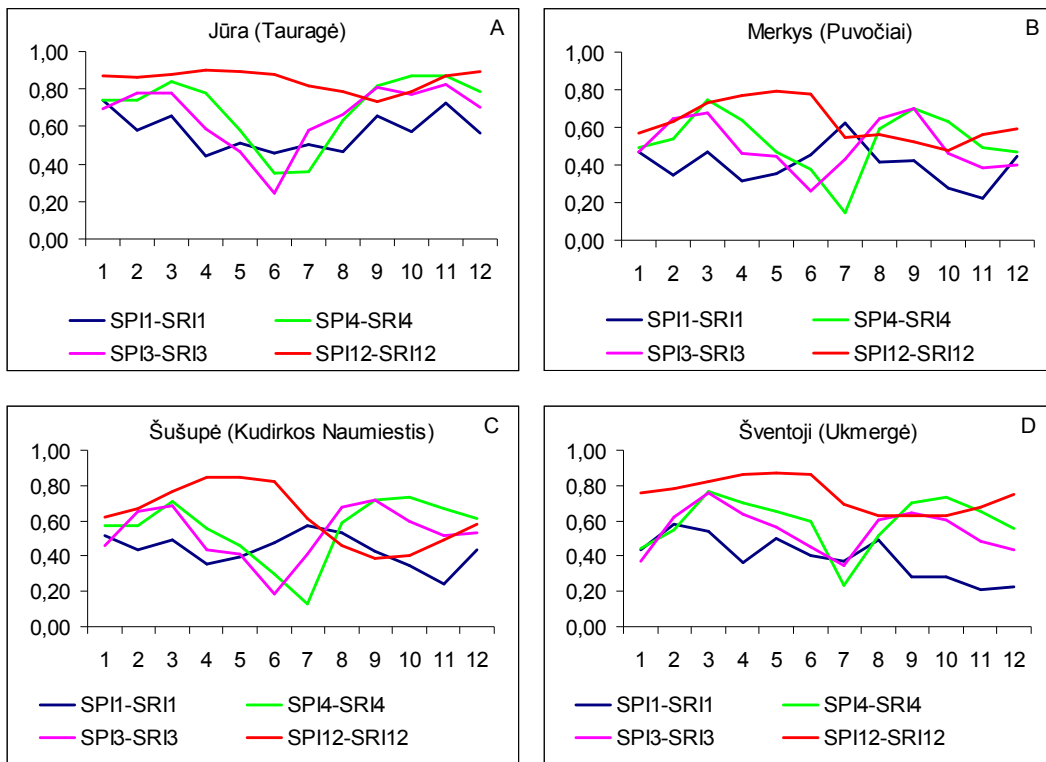 Jūra (Tauragė) A
1,00
0,80
0,60
0,40
0,20
0,00
1 2 3 4 5 6 7 8 9 10 11 12
SPI1-SRI1 SPI4-SRI4
SPI3-SRI3 SPI12-SRI12
Merkys (Puvočiai) B
1,00
0,80
0,60
0,40
0,20
0,00
1 2 3 4 5 6 7 8 9 10 11 12
SPI1-SRI1 SPI4-SRI4
SPI3-SRI3 SPI12-SRI12
Šušupė (Kudirkos Naumiestis) C
1,00
0,80
0,60
0,40
0,20
0,00
1 2 3 4 5 6 7 8 9 10 11 12
SPI1-SRI1 SPI4-SRI4
SPI3-SRI3 SPI12-SRI12
Šventoji (Ukmergė) D
1,00
0,80
0,60
0,40
0,20
0,00
1 2 3 4 5 6 7 8 9 10 11 12
SPI1-SRI1 SPI4-SRI4
SPI3-SRI3 SPI12-SRI12